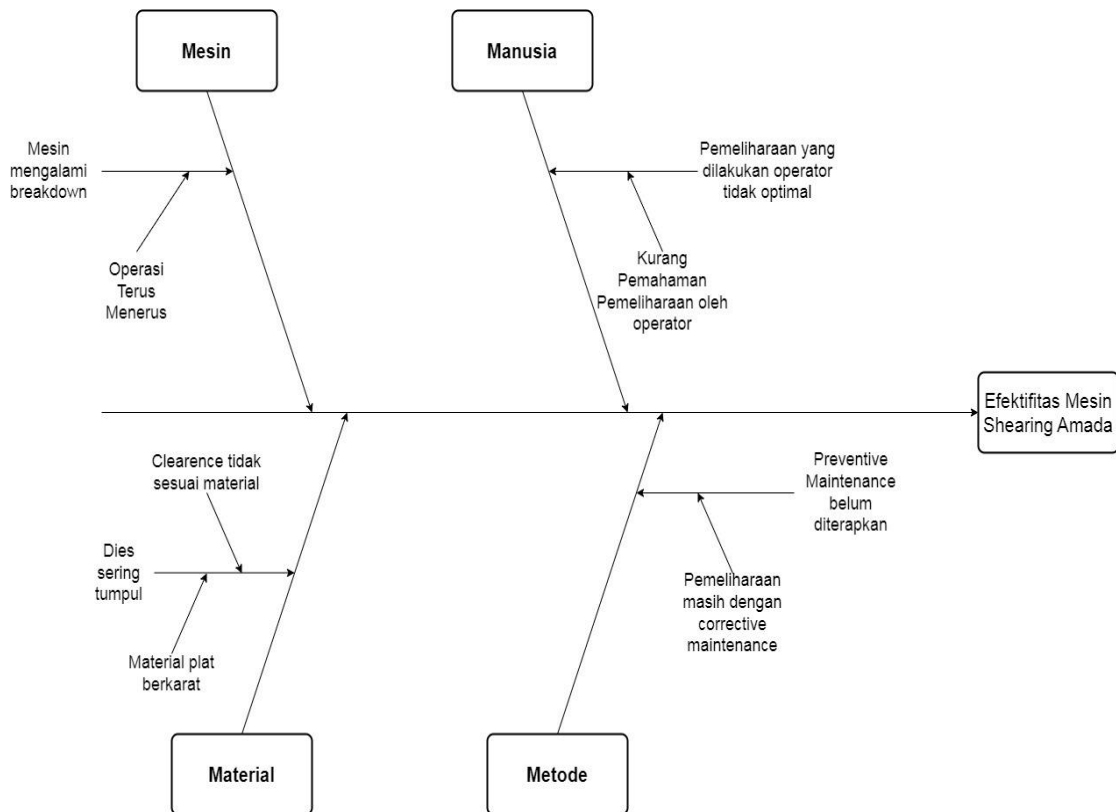 Mesin
Manusia
Mesin
mengalami
breakdown
Operasi
Terus
Menerus
Pemeliharaan yang
dilakukan operator
tidak optimal
Kurang
Pemahaman
Pemeliharaan oleh
operator
Efektifitas Mesin
Shearing Amada
Clearence tidak
sesuai material
Dies
sering
tumpul
Material plat
berkarat
Preventive
Maintenance
belum
diterapkan
Pemeliharaan
masih dengan
corrective
maintenance
Material
Metode